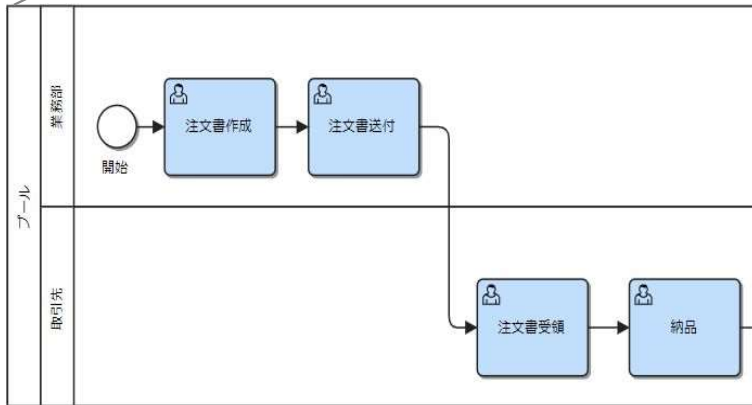 プール
業務部
開始
注文書作成
注文書送付
取引先
注文書受領
納品